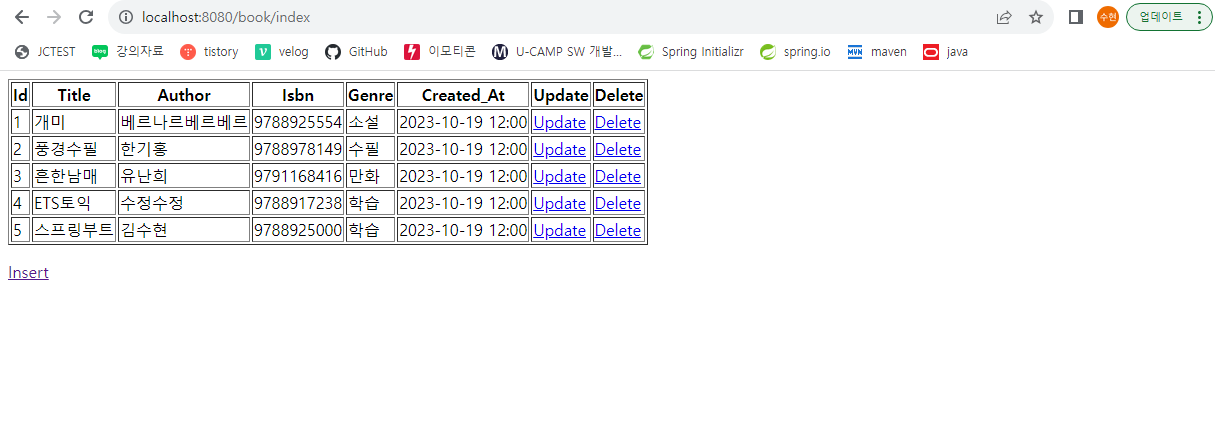 localhost:8080/book/index
수현
업데이트
JCTEST blog 강의자료 tistory velog GitHub 이모티콘 U-CAMP SW 개발... Spring Initializr spring.io maven java
Id Title Author Isbn Genre Created_At Update Delete
1 개미 베르나르베르베르 9788925554 소설 2023-10-19 12:00 Update Delete
2 풍경수필 한기홍 9788978149 수필 2023-10-19 12:00 Update Delete
3 흔한남매 유난희 9791168416 만화 2023-10-19 12:00 Update Delete
4 ETS토익 수정수정 9788917238 학습 2023-10-19 12:00 Update Delete
5 스프링부트 김수현 9788925000 학습 2023-10-19 12:00 Update Delete
Insert